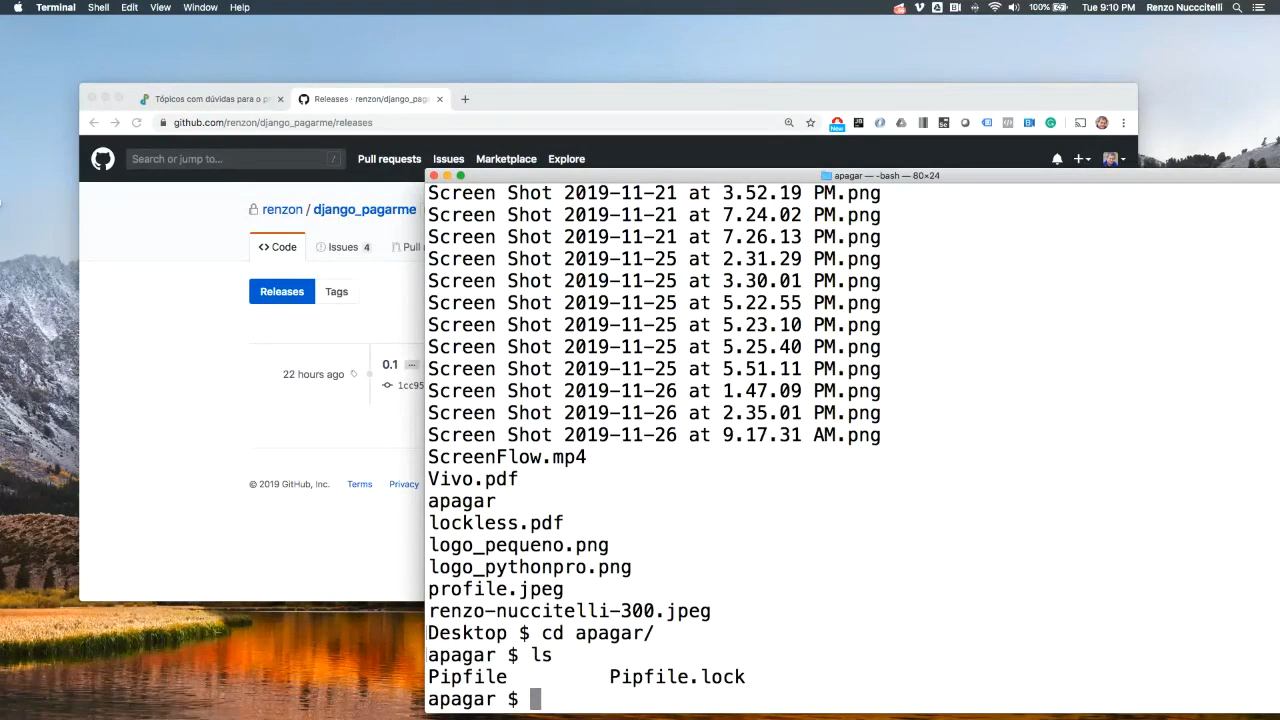 Terminal Shell Edit View Window Help 100% Tue 9:10 PM Renzo Nucccitelli
Tópicos com dúvidas para o p
Releases · renzon/django_pag
github.com/renzon/django_pagarme/releases
New
Search or jump to... /
Pull requests Issues Marketplace Explore
apagar — -bash — 80×24
renzon / django_pagarme
Code Issues 4 Pull
Releases Tags
22 hours ago
0.1
1cc95
© 2019 GitHub, Inc. Terms Privacy
Screen Shot 2019-11-21 at 3.52.19 PM.png
Screen Shot 2019-11-21 at 7.24.02 PM.png
Screen Shot 2019-11-21 at 7.26.13 PM.png
Screen Shot 2019-11-25 at 2.31.29 PM.png
Screen Shot 2019-11-25 at 3.30.01 PM.png
Screen Shot 2019-11-25 at 5.22.55 PM.png
Screen Shot 2019-11-25 at 5.23.10 PM.png
Screen Shot 2019-11-25 at 5.25.40 PM.png
Screen Shot 2019-11-25 at 5.51.11 PM.png
Screen Shot 2019-11-26 at 1.47.09 PM.png
Screen Shot 2019-11-26 at 2.35.01 PM.png
Screen Shot 2019-11-26 at 9.17.31 AM.png
ScreenFlow.mp4
Vivo.pdf
apagar
lockless.pdf
logo_pequeno.png
logo_pythonpro.png
profile.jpeg
renzo-nuccitelli-300.jpeg
Desktop $ cd apagar/
apagar $ ls
Pipfile Pipfile.lock
apagar $